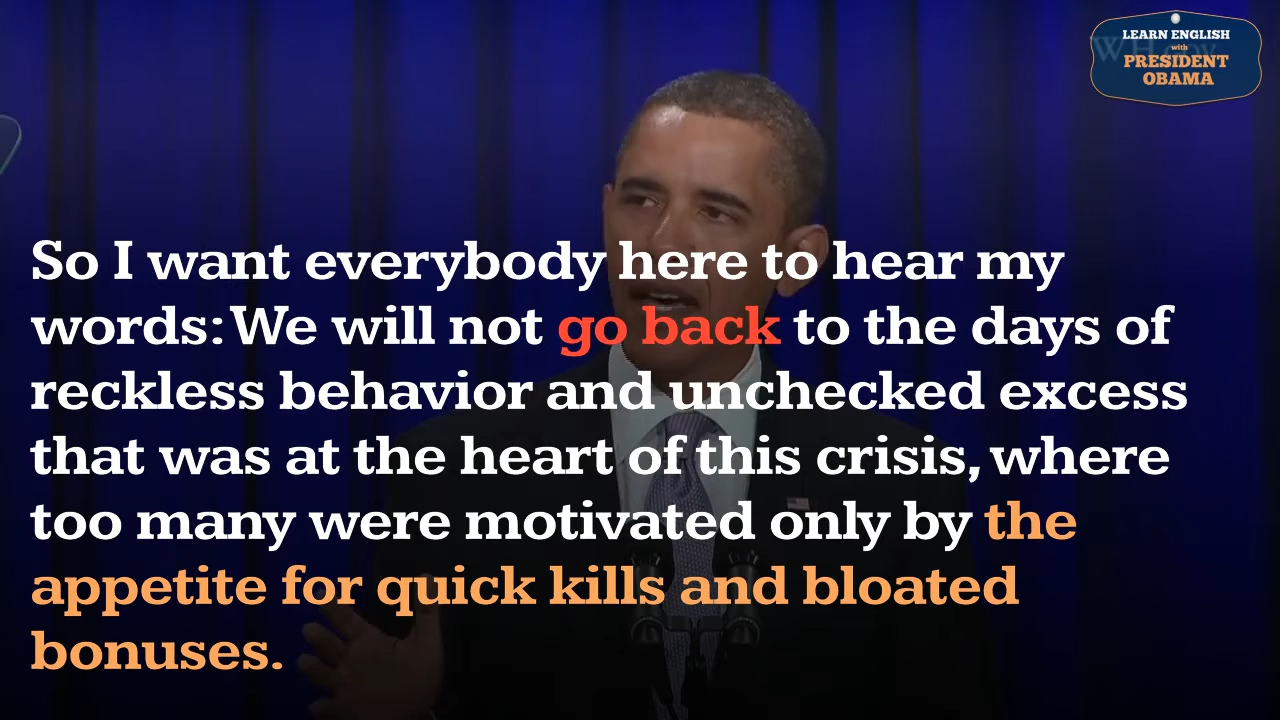 LEARN ENGLISH
with
PRESIDENT
OBAMA
So I want everybody here to hear my
words: We will not go back to the days of
reckless behavior and unchecked excess
that was at the heart of this crisis, where
too many were motivated only by the
appetite for quick kills and bloated
bonuses.